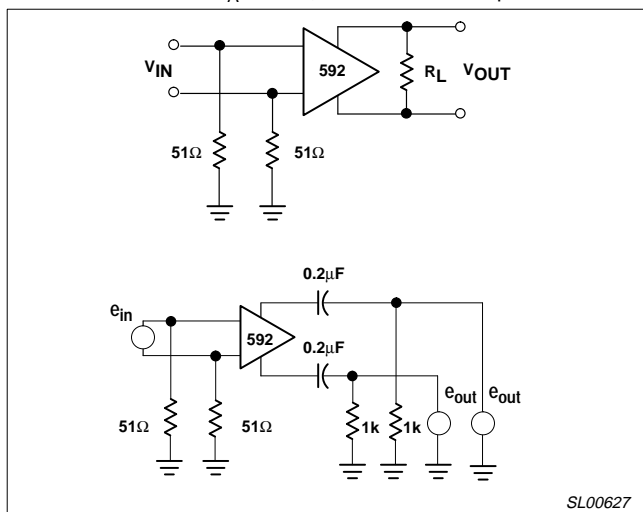 592
VIN
RL
VOUT
51Ω
51Ω
0.2µF
ein
592
0.2µF
eout
eout
51Ω
51Ω
1k
1k
SL00627